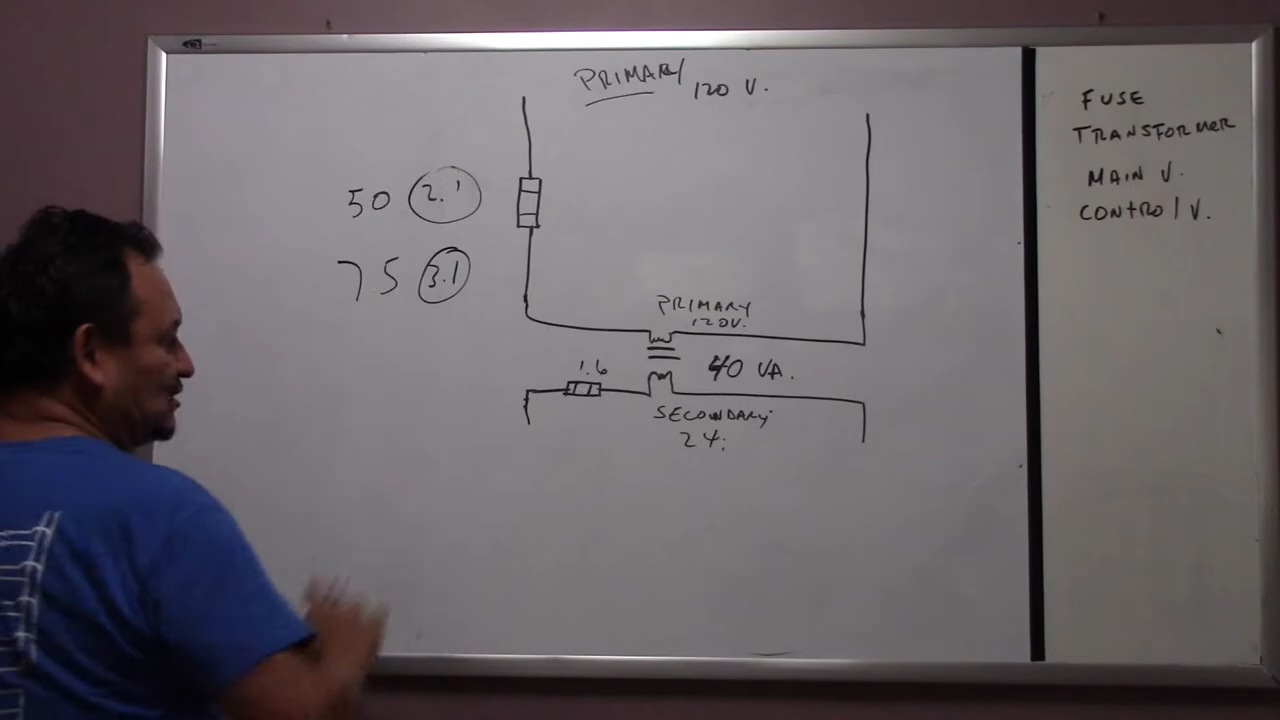 PRIMARY 120 V.
50 2.1
75 3.1
PRIMARY
120V.
1.6
40 VA.
SECONDARY
24.
FUSE
TRANSFORMER
MAIN V.
CONTROL V.